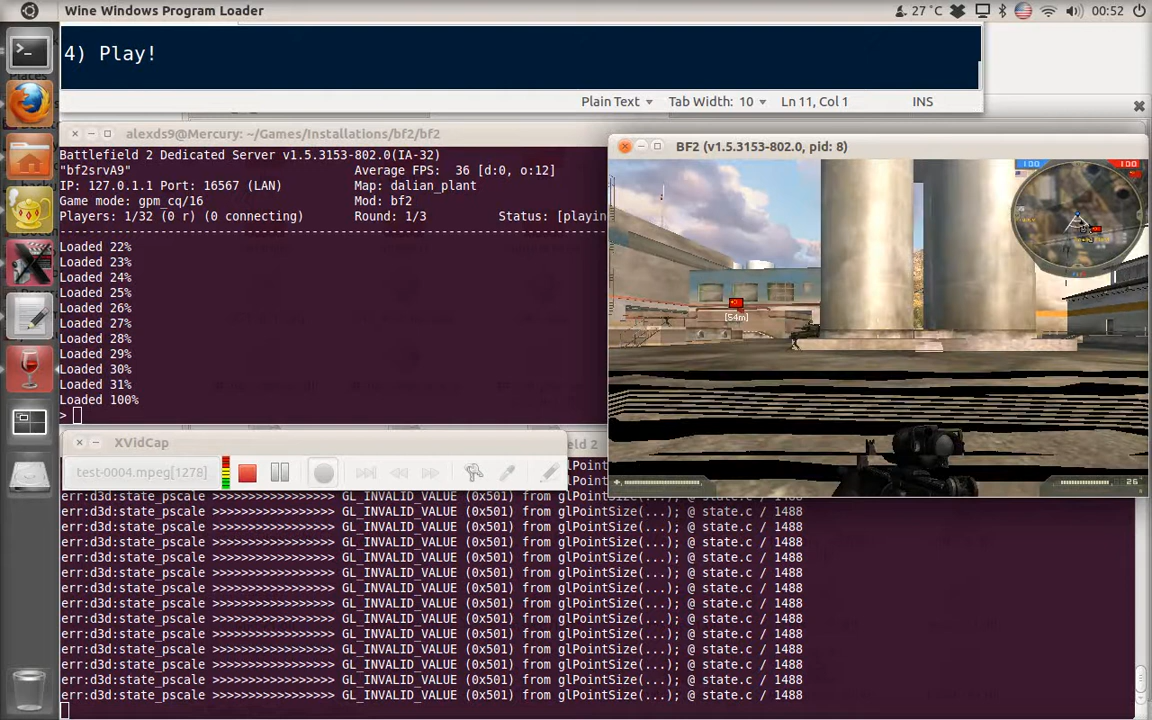 Wine Windows Program Loader
27 °C
00:52
4) Play!
Plain Text
Tab Width: 10
Ln 11, Col 1
INS
alexds9@Mercury: ~/Games/Installations/bf2/bf2
Battlefield 2 Dedicated Server v1.5.3153-802.0(IA-32)
"bf2srvA9" Average FPS: 36 [d:0, o:12]
IP: 127.0.1.1 Port: 16567 (LAN) Map: dalian_plant
Game mode: gpm_cq/16 Mod: bf2
Players: 1/32 (0 r) (0 connecting) Round: 1/3 Status: [playin
Loaded 22%
Loaded 23%
Loaded 24%
Loaded 25%
Loaded 26%
Loaded 27%
Loaded 28%
Loaded 29%
Loaded 30%
Loaded 31%
Loaded 100%
>
BF2 (v1.5.3153-802.0, pid: 8)
100
100
[54m]
26
XVidCap
field 2
test-0004.mpeg[1278]
err:d3d:state_pscale >>>>>>>>>>>>>>>>> GL_INVALID_VALUE (0x501) from glPointSize(...); @ state.c / 1488
err:d3d:state_pscale >>>>>>>>>>>>>>>>> GL_INVALID_VALUE (0x501) from glPointSize(...); @ state.c / 1488
err:d3d:state_pscale >>>>>>>>>>>>>>>>> GL_INVALID_VALUE (0x501) from glPointSize(...); @ state.c / 1488
err:d3d:state_pscale >>>>>>>>>>>>>>>>> GL_INVALID_VALUE (0x501) from glPointSize(...); @ state.c / 1488
err:d3d:state_pscale >>>>>>>>>>>>>>>>> GL_INVALID_VALUE (0x501) from glPointSize(...); @ state.c / 1488
err:d3d:state_pscale >>>>>>>>>>>>>>>>> GL_INVALID_VALUE (0x501) from glPointSize(...); @ state.c / 1488
err:d3d:state_pscale >>>>>>>>>>>>>>>>> GL_INVALID_VALUE (0x501) from glPointSize(...); @ state.c / 1488
err:d3d:state_pscale >>>>>>>>>>>>>>>>> GL_INVALID_VALUE (0x501) from glPointSize(...); @ state.c / 1488
err:d3d:state_pscale >>>>>>>>>>>>>>>>> GL_INVALID_VALUE (0x501) from glPointSize(...); @ state.c / 1488
err:d3d:state_pscale >>>>>>>>>>>>>>>>> GL_INVALID_VALUE (0x501) from glPointSize(...); @ state.c / 1488
err:d3d:state_pscale >>>>>>>>>>>>>>>>> GL_INVALID_VALUE (0x501) from glPointSize(...); @ state.c / 1488
err:d3d:state_pscale >>>>>>>>>>>>>>>>> GL_INVALID_VALUE (0x501) from glPointSize(...); @ state.c / 1488
err:d3d:state_pscale >>>>>>>>>>>>>>>>> GL_INVALID_VALUE (0x501) from glPointSize(...); @ state.c / 1488
err:d3d:state_pscale >>>>>>>>>>>>>>>>> GL_INVALID_VALUE (0x501) from glPointSize(...); @ state.c / 1488